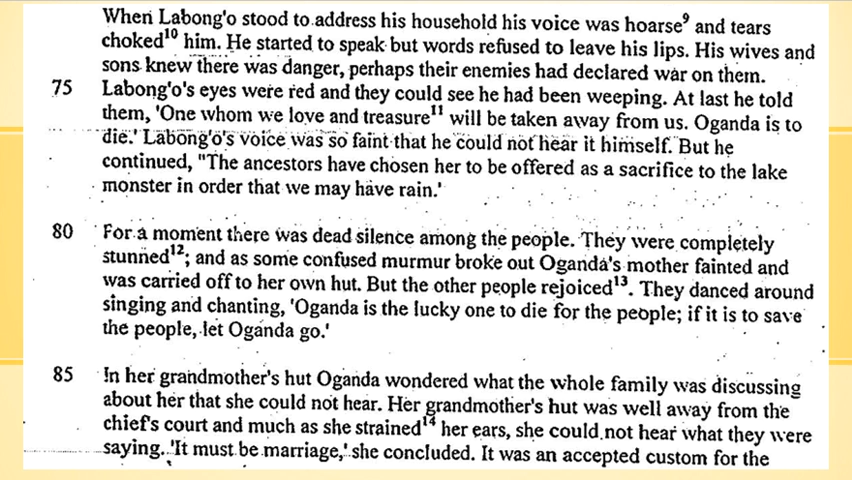 When Labong'o stood to address his household his voice was hoarse⁹ and tears
choked¹⁰ him. He started to speak but words refused to leave his lips. His wives and
sons knew there was danger, perhaps their enemies had declared war on them.
75 Labong'o's eyes were red and they could see he had been weeping. At last he told
them, 'One whom we love and treasure¹¹ will be taken away from us. Oganda is to
die.' Labong'o's voice was so faint that he could not hear it himself. But he
continued, "The ancestors have chosen her to be offered as a sacrifice to the lake
monster in order that we may have rain.'
80 For a moment there was dead silence among the people. They were completely
stunned¹²; and as some confused murmur broke out Oganda's mother fainted and
was carried off to her own hut. But the other people rejoiced¹³. They danced around
singing and chanting, 'Oganda is the lucky one to die for the people; if it is to save
the people, let Oganda go.'
85 In her grandmother's hut Oganda wondered what the whole family was discussing
about her that she could not hear. Her grandmother's hut was well away from the
chief's court and much as she strained¹⁴ her ears, she could not hear what they were
saying. 'It must be marriage,' she concluded. It was an accepted custom for the